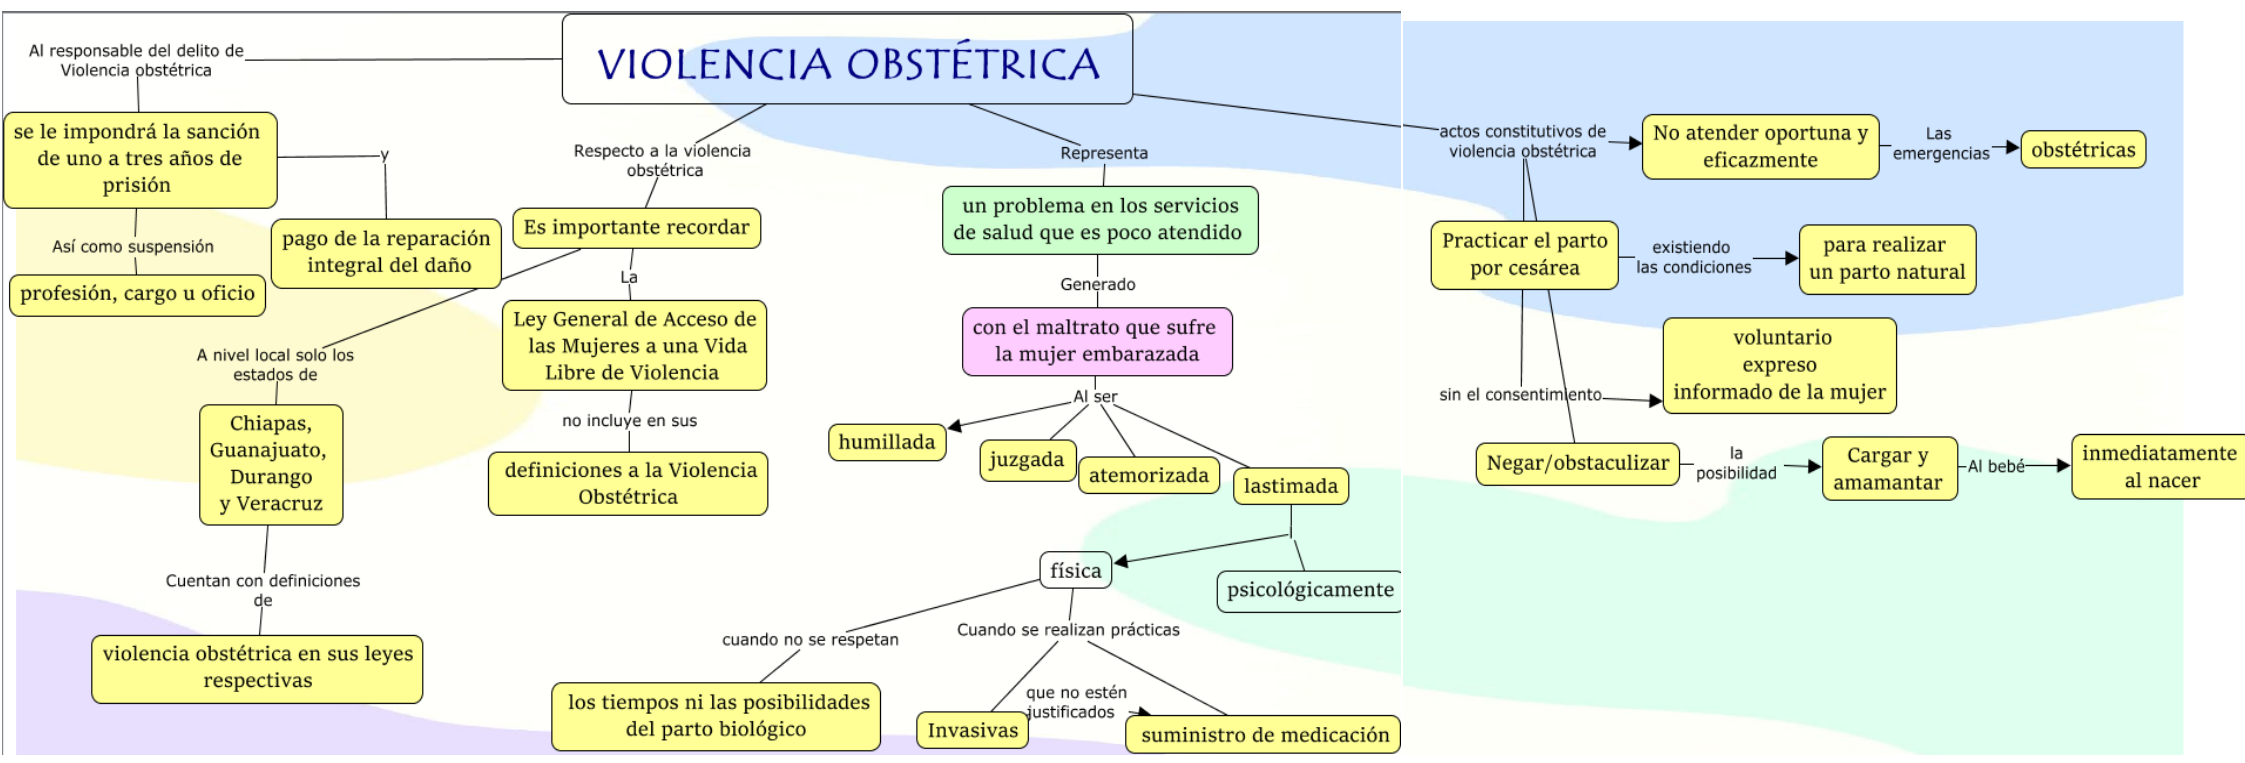 VIOLENCIA OBSTÉTRICA
Al responsable del delito de
Violencia obstétrica
se le impondrá la sanción
de uno a tres años de
prisión
y
pago de la reparación
integral del daño
Así como suspensión
profesión, cargo u oficio
Respecto a la violencia
obstétrica
Es importante recordar
La
Ley General de Acceso de
las Mujeres a una Vida
Libre de Violencia
no incluye en sus
definiciones a la Violencia
Obstétrica
A nivel local solo los
estados de
Chiapas,
Guanajuato,
Durango
y Veracruz
Cuentan con definiciones
de
violencia obstétrica en sus leyes
respectivas
Representa
un problema en los servicios
de salud que es poco atendido
Generado
con el maltrato que sufre
la mujer embarazada
Al ser
humillada
juzgada
atemorizada
lastimada
física
psicológicamente
cuando no se respetan
los tiempos ni las posibilidades
del parto biológico
Cuando se realizan prácticas
Invasivas
que no estén
justificados
suministro de medicación
actos constitutivos de
violencia obstétrica
No atender oportuna y
eficazmente
Las
emergencias
obstétricas
Practicar el parto
por cesárea
existiendo
las condiciones
para realizar
un parto natural
sin el consentimiento
voluntario
expreso
informado de la mujer
Negar/obstaculizar
la
posibilidad
Cargar y
amamantar
Al bebé
inmediatamente
al nacer